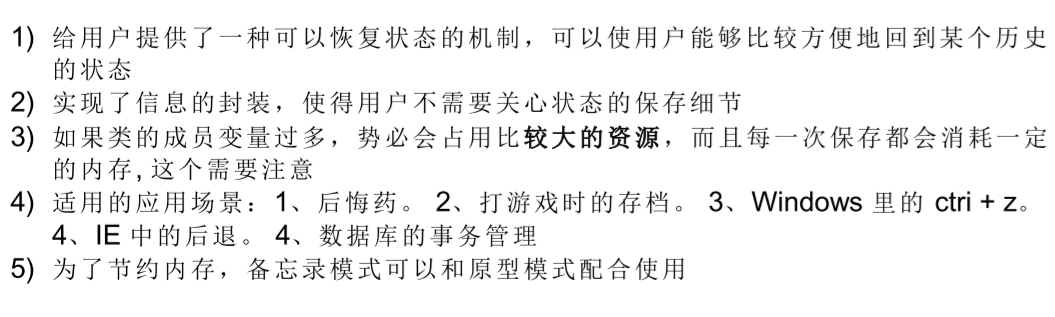 1) 给用户提供了一种可以恢复状态的机制，可以使用户能够比较方便地回到某个历史
的状态
2) 实现了信息的封装，使得用户不需要关心状态的保存细节
3) 如果类的成员变量过多，势必会占用比较大的资源，而且每一次保存都会消耗一定
的内存, 这个需要注意
4) 适用的应用场景：1、后悔药。 2、打游戏时的存档。 3、Windows 里的 ctri + z。
4、IE 中的后退。 4、数据库的事务管理
5) 为了节约内存，备忘录模式可以和原型模式配合使用